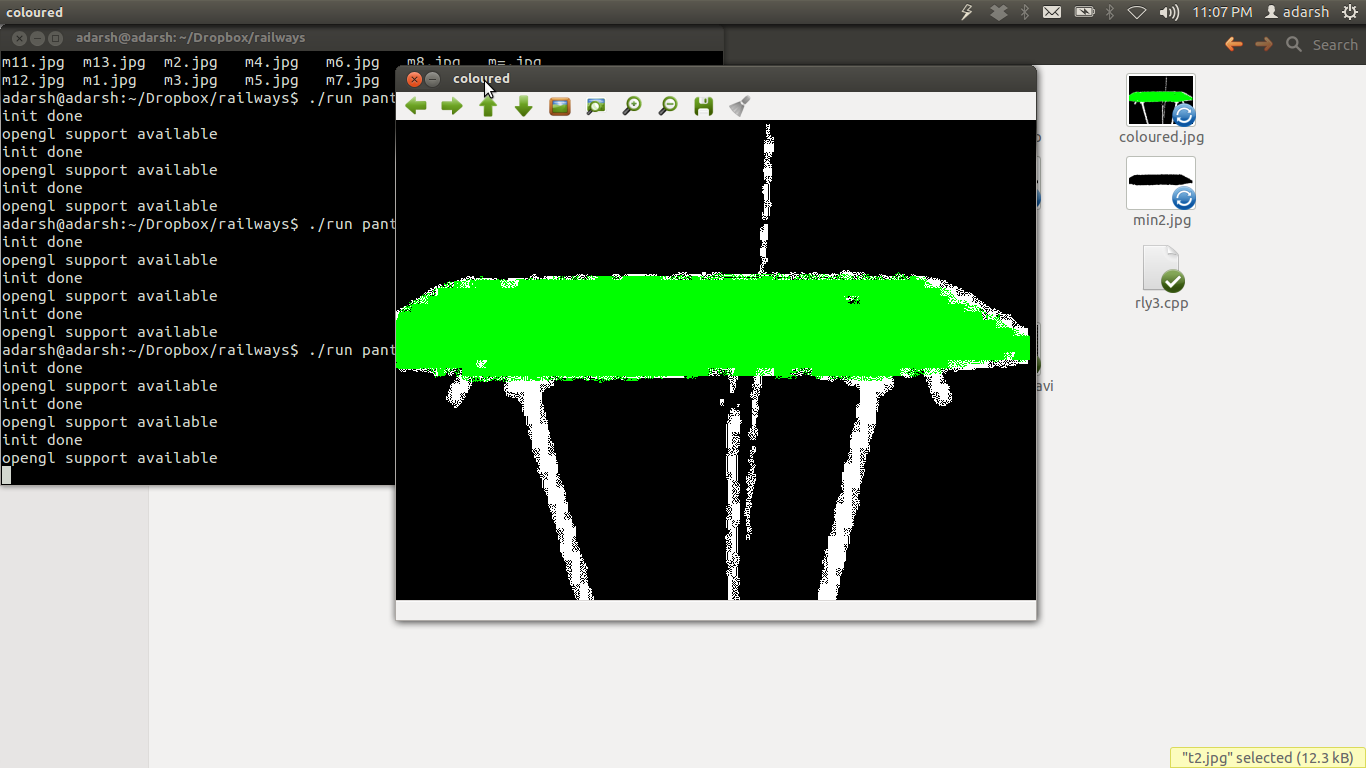 coloured
11:07 PM adarsh
adarsh@adarsh: ~/Dropbox/railways
Search
m11.jpg m13.jpg m2.jpg m4.jpg m6.jpg m8.jpg m=.jpg
m12.jpg m1.jpg m3.jpg m5.jpg m7.jpg
adarsh@adarsh:~/Dropbox/railways$ ./run pant
init done
opengl support available
init done
opengl support available
init done
opengl support available
adarsh@adarsh:~/Dropbox/railways$ ./run pant
init done
opengl support available
init done
opengl support available
init done
opengl support available
adarsh@adarsh:~/Dropbox/railways$ ./run pant
init done
opengl support available
init done
opengl support available
init done
opengl support available
coloured
coloured.jpg
min2.jpg
rly3.cpp
avi
"t2.jpg" selected (12.3 kB)